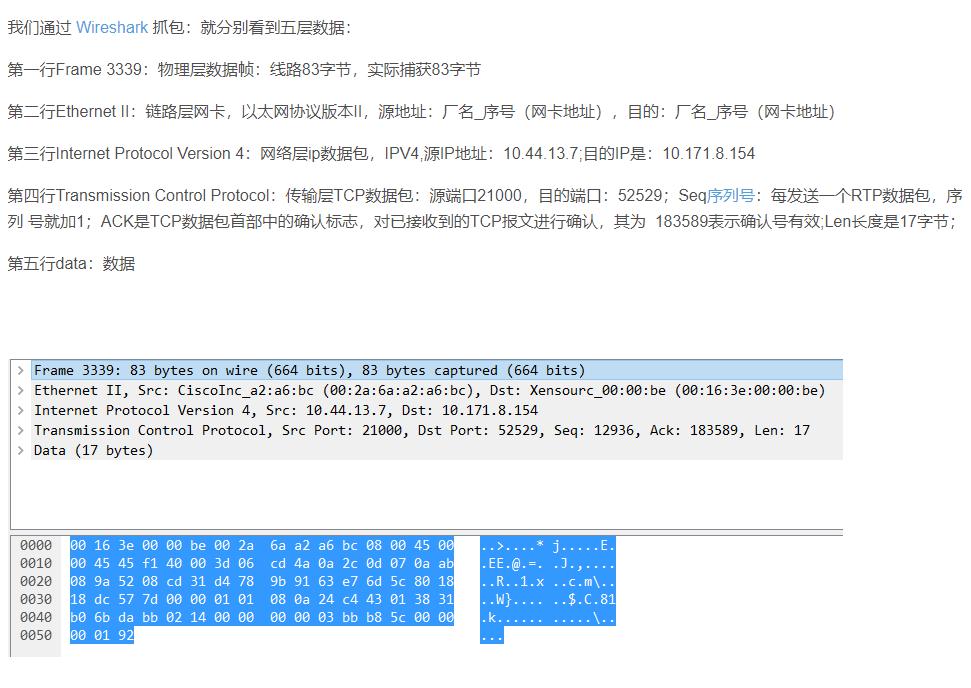 我们通过 Wireshark 抓包：就分别看到五层数据：
第一行Frame 3339：物理层数据帧：线路83字节，实际捕获83字节
第二行Ethernet II：链路层网卡，以太网协议版本II，源地址：厂名_序号（网卡地址），目的：厂名_序号（网卡地址）
第三行Internet Protocol Version 4：网络层ip数据包，IPV4,源IP地址：10.44.13.7;目的IP是：10.171.8.154
第四行Transmission Control Protocol：传输层TCP数据包：源端口21000，目的端口：52529；Seq序列号：每发送一个RTP数据包，序
列 号就加1；ACK是TCP数据包首部中的确认标志，对已接收到的TCP报文进行确认，其为 183589表示确认号有效;Len长度是17字节；
第五行data：数据
Frame 3339: 83 bytes on wire (664 bits), 83 bytes captured (664 bits)
Ethernet II, Src: CiscoInc_a2:a6:bc (00:2a:6a:a2:a6:bc), Dst: Xensourc_00:00:be (00:16:3e:00:00:be)
Internet Protocol Version 4, Src: 10.44.13.7, Dst: 10.171.8.154
Transmission Control Protocol, Src Port: 21000, Dst Port: 52529, Seq: 12936, Ack: 183589, Len: 17
Data (17 bytes)
0000 00 16 3e 00 00 be 00 2a 6a a2 a6 bc 08 00 45 00 ..>....* j.....E.
0010 00 45 45 f1 40 00 3d 06 cd 4a 0a 2c 0d 07 0a ab .EE.@.=. .J.,....
0020 08 9a 52 08 cd 31 d4 78 9b 91 63 e7 6d 5c 80 18 ..R..1.x ..c.m\..
0030 18 dc 57 7d 00 00 01 01 08 0a 24 c4 43 01 38 31 ..W}.... ..$.C.81
0040 b0 6b da bb 02 14 00 00 00 00 03 bb b8 5c 00 00 .k...... .....\..
0050 00 01 92 ...